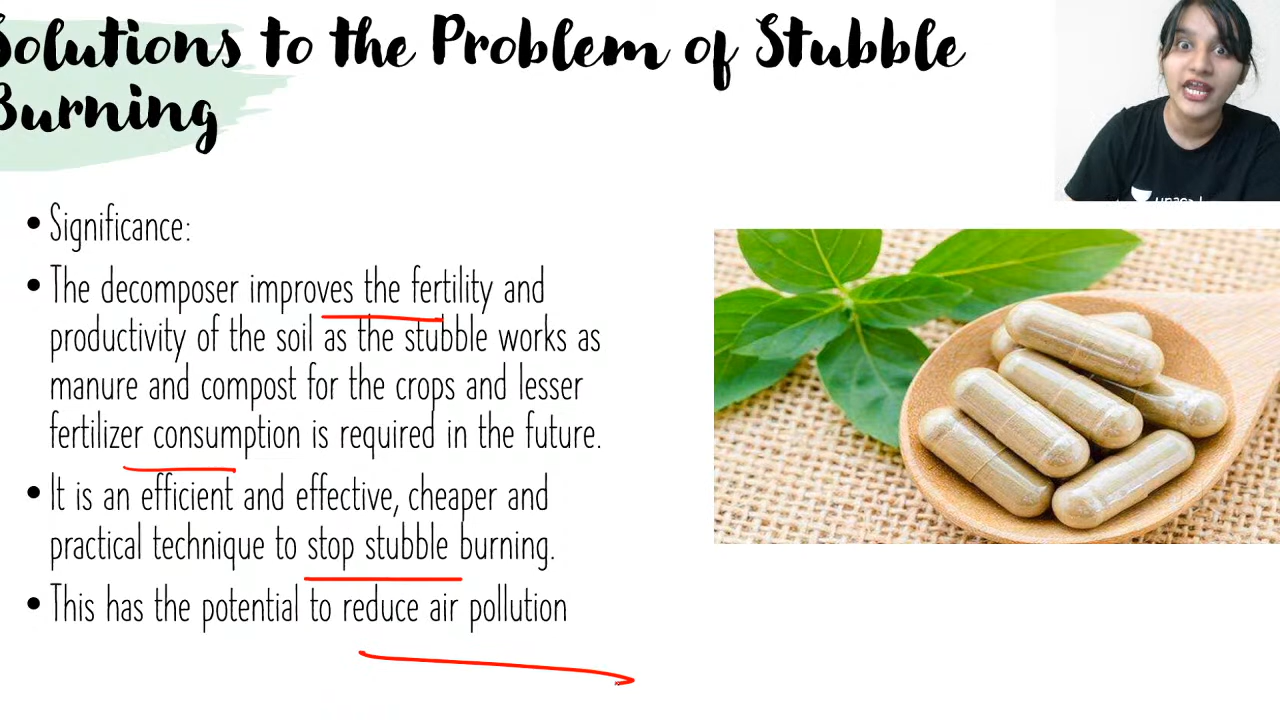 Solutions to the Problem of Stubble
Burning
• Significance:
• The decomposer improves the fertility and
productivity of the soil as the stubble works as
manure and compost for the crops and lesser
fertilizer consumption is required in the future.
• It is an efficient and effective, cheaper and
practical technique to stop stubble burning.
• This has the potential to reduce air pollution